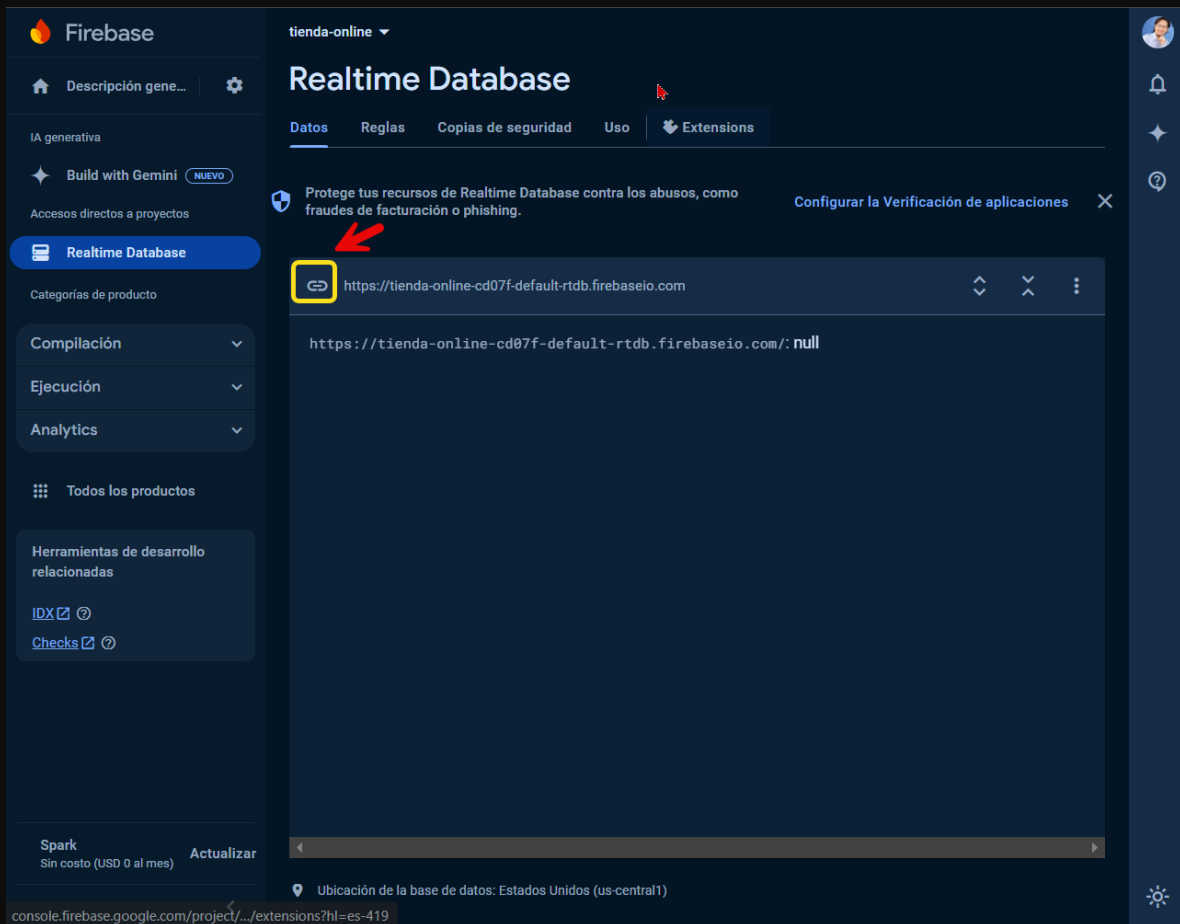 Firebase
tienda-online
Descripción gene...
Realtime Database
Datos
Reglas
Copias de seguridad
Uso
Extensions
IA generativa
Build with Gemini
NUEVO
Accesos directos a proyectos
Realtime Database
Categorías de producto
Compilación
Ejecución
Analytics
Todos los productos
Herramientas de desarrollo
relacionadas
IDX
Checks
Spark
Sin costo (USD 0 al mes)
Actualizar
Protege tus recursos de Realtime Database contra los abusos, como
fraudes de facturación o phishing.
Configurar la Verificación de aplicaciones
https://tienda-online-cd07f-default-rtdb.firebaseio.com
https://tienda-online-cd07f-default-rtdb.firebaseio.com/: null
Ubicación de la base de datos: Estados Unidos (us-central1)
console.firebase.google.com/project/.../extensions?hl=es-419